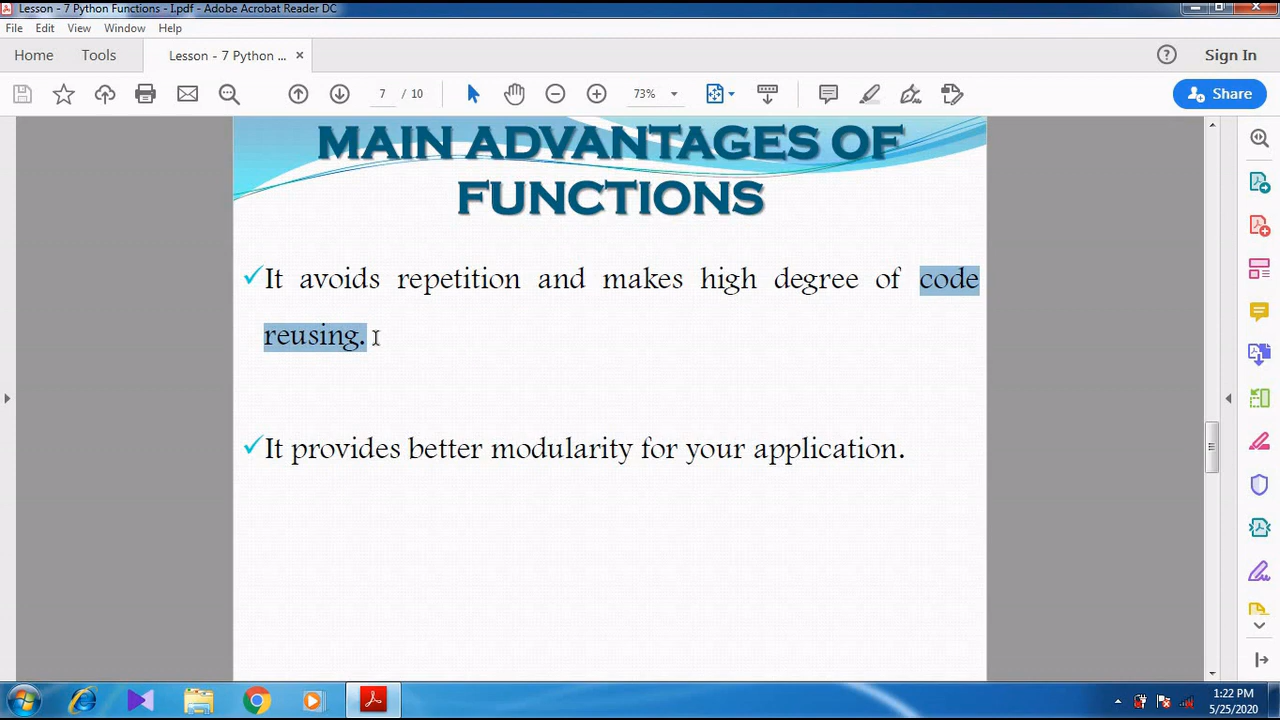 Lesson - 7 Python Functions - I.pdf - Adobe Acrobat Reader DC
File Edit View Window Help
Home Tools Lesson - 7 Python ... × Sign In
7 / 10 73% Share
MAIN ADVANTAGES OF
FUNCTIONS
It avoids repetition and makes high degree of code
reusing.
It provides better modularity for your application.
1:22 PM
5/25/2020